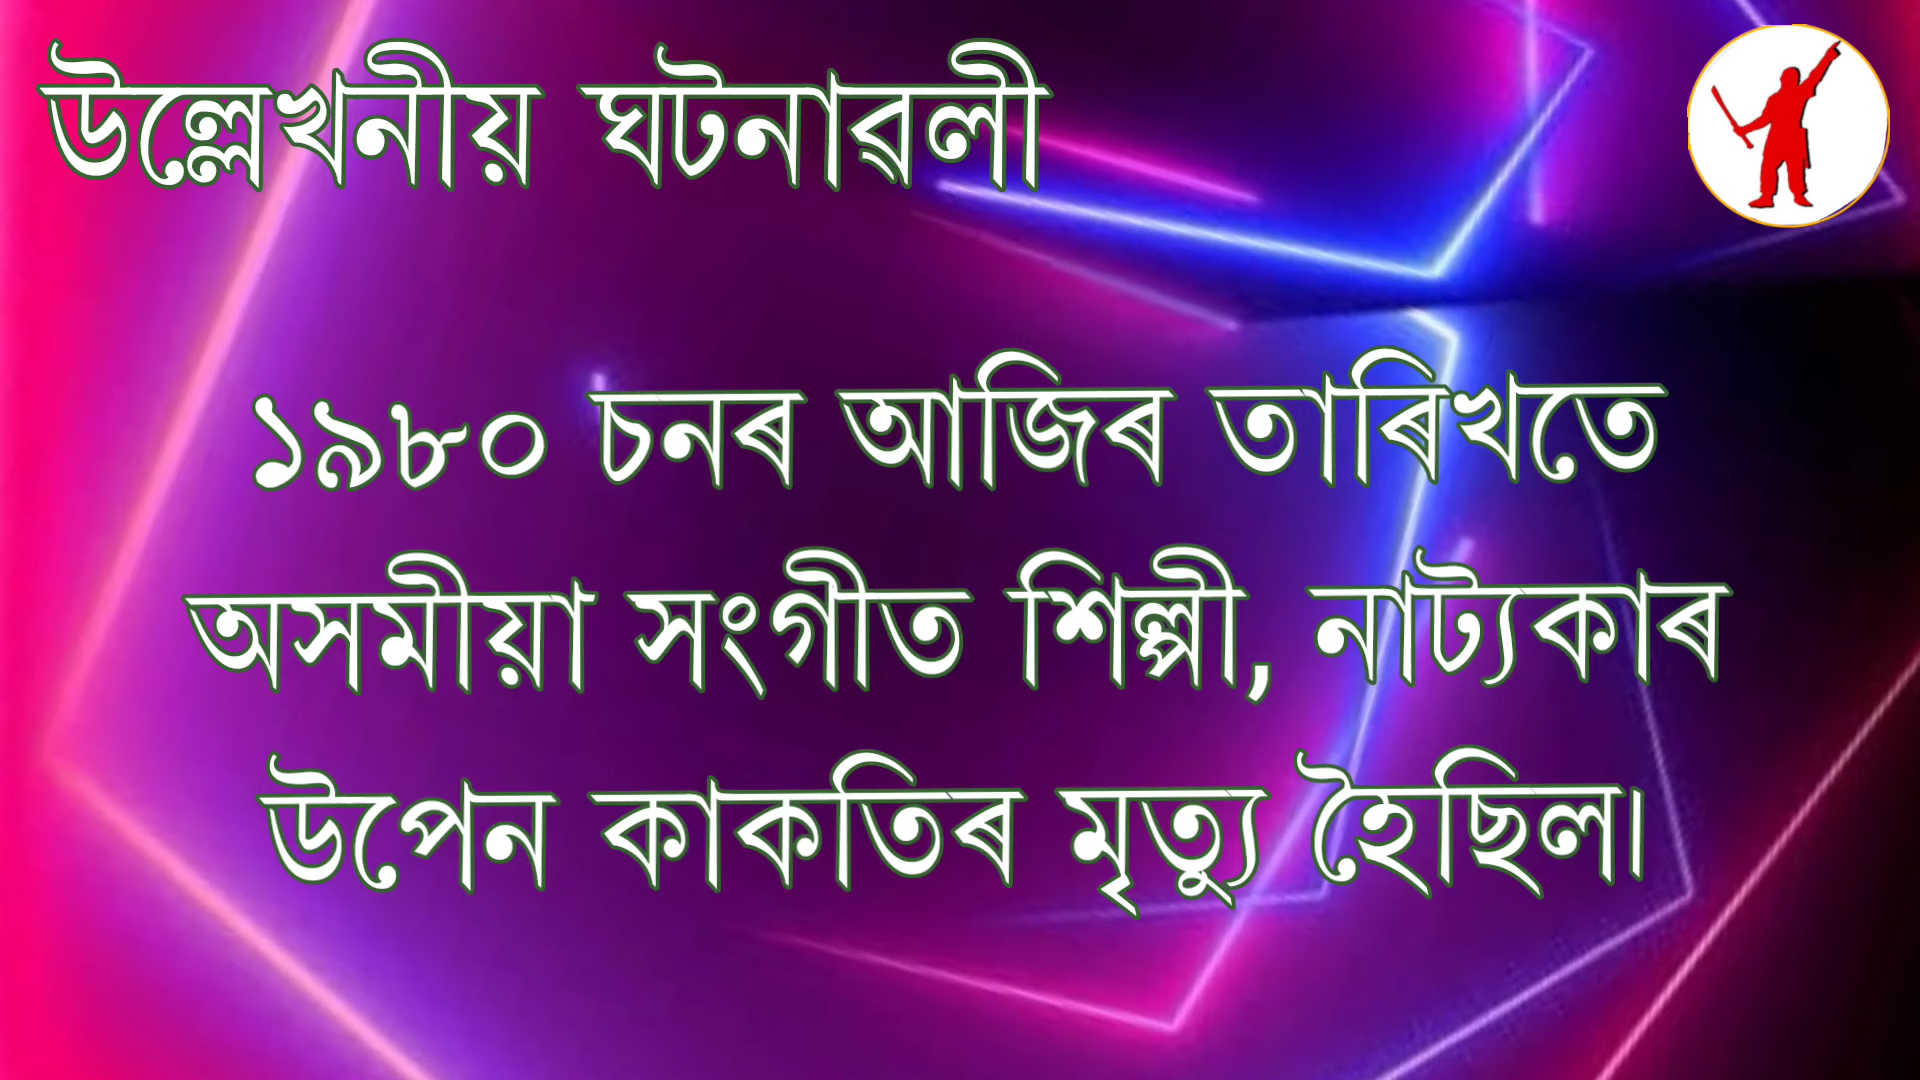 উল্লেখনীয় ঘটনাৱলী
১৯৮০ চনৰ আজিৰ তাৰিখতে
অসমীয়া সংগীত শিল্পী, নাট্যকাৰ
উপেন কাকতিৰ মৃত্যু হৈছিল।